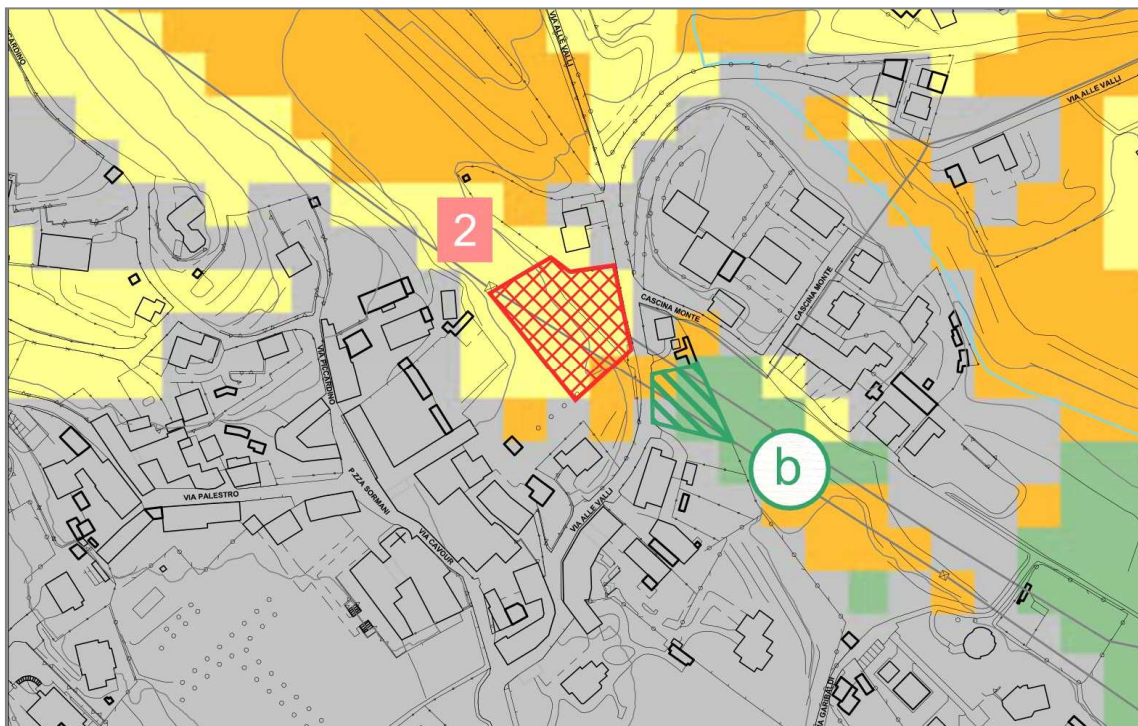 CCARDINO
VIA ALLE VALLI
VIA ALLE VALLI
2
CASCINA MONTE
CASCINA MONTE
VIA PICCARDINO
b
P.ZZA SORMANI
VIA PALESTRO
VIA ALLE VALLI
VIA CAVOUR
VIA GARIBALDI